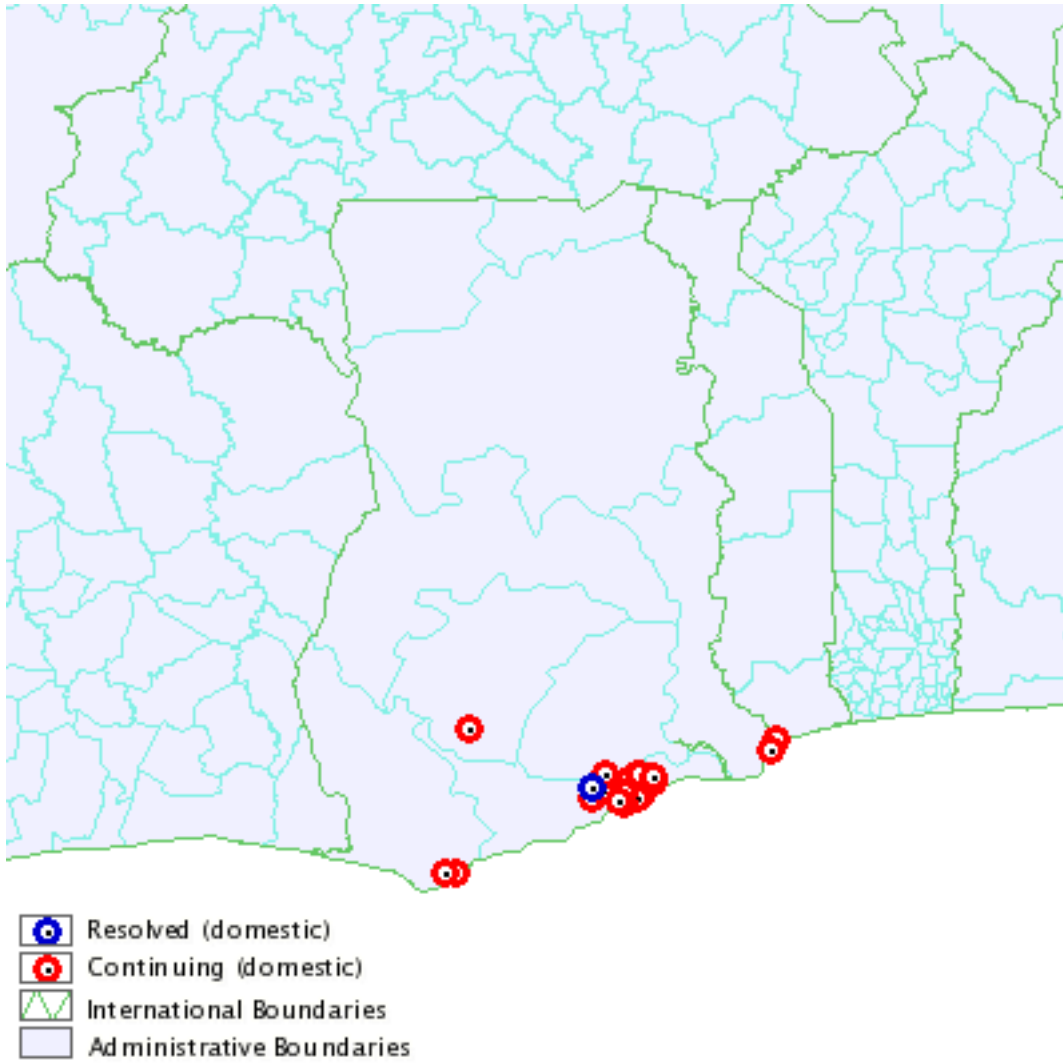 Resolved (domestic)
Continuing (domestic)
International Boundaries
Administrative Boundaries